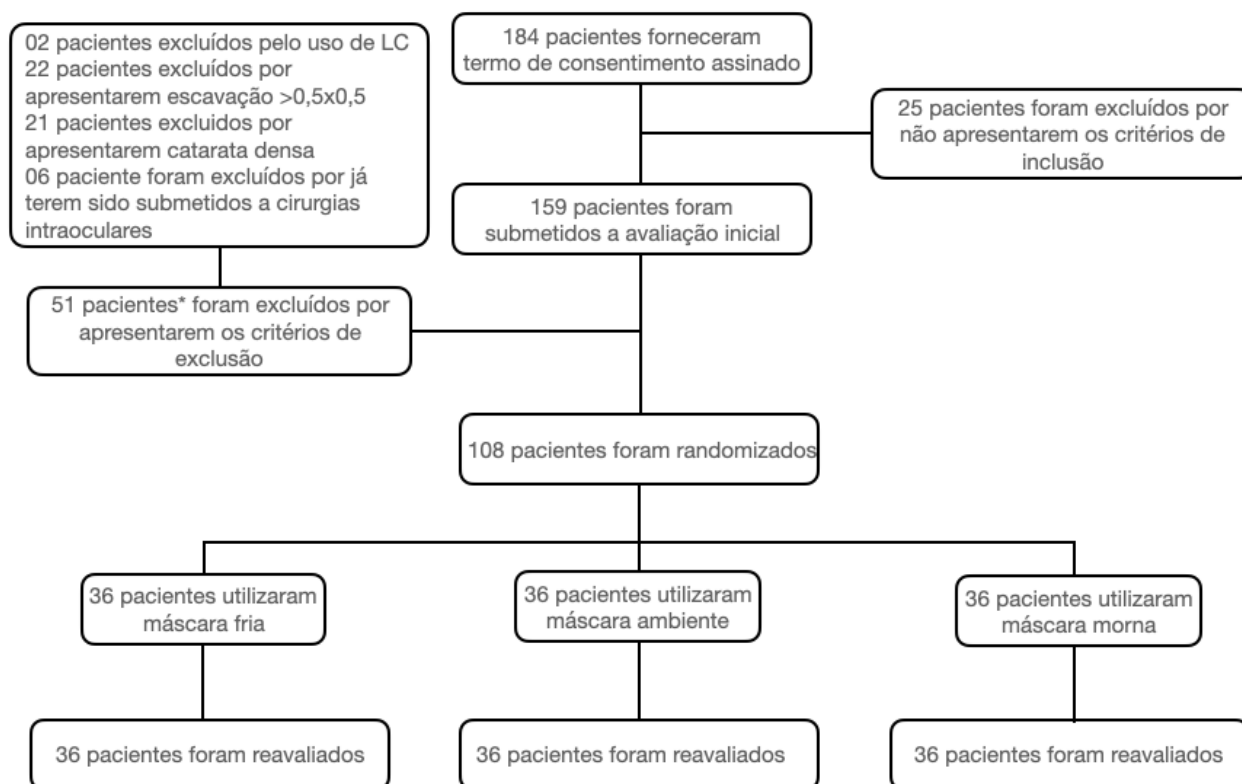 02 pacientes excluídos pelo uso de LC
22 pacientes excluídos por
apresentarem escavação >0,5x0,5
21 pacientes excluidos por
apresentarem catarata densa
06 paciente foram excluídos por já
terem sido submetidos a cirurgias
intraoculares
184 pacientes forneceram
termo de consentimento assinado
25 pacientes foram excluídos por
não apresentarem os critérios de
inclusão
159 pacientes foram
submetidos a avaliação inicial
51 pacientes* foram excluídos por
apresentarem os critérios de
exclusão
108 pacientes foram randomizados
36 pacientes utilizaram
máscara fria
36 pacientes utilizaram
máscara ambiente
36 pacientes utilizaram
máscara morna
36 pacientes foram reavaliados
36 pacientes foram reavaliados
36 pacientes foram reavaliados